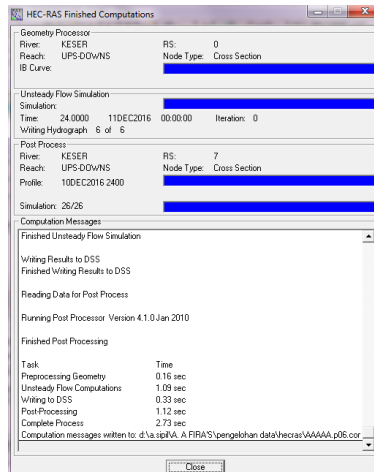 HEC-RAS Finished Computations
Geometry Processor
River: KESER RS: 0
Reach: UPS-DOWNS Node Type: Cross Section
IB Curve:
Unsteady Flow Simulation
Simulation:
Time: 24.0000 11DEC2016 00:00:00 Iteration: 0
Writing Hydrograph 6 of 6
Post Process
River: KESER RS: 7
Reach: UPS-DOWNS Node Type: Cross Section
Profile: 10DEC2016 2400
Simulation: 26/26
Computation Messages
Finished Unsteady Flow Simulation
Writing Results to DSS
Finished Writing Results to DSS
Reading Data for Post Process
Running Post Processor Version 4.1.0 Jan 2010
Finished Post Processing
Task Time
Preprocessing Geometry 0.16 sec
Unsteady Flow Computations 1.09 sec
Writing to DSS 0.33 sec
Post-Processing 1.12 sec
Complete Process 2.73 sec
Computation messages written to: d:\a.sipil\A. A FIRA'S\pengelohan data\hecras\AAAAA.p06.cor
Close